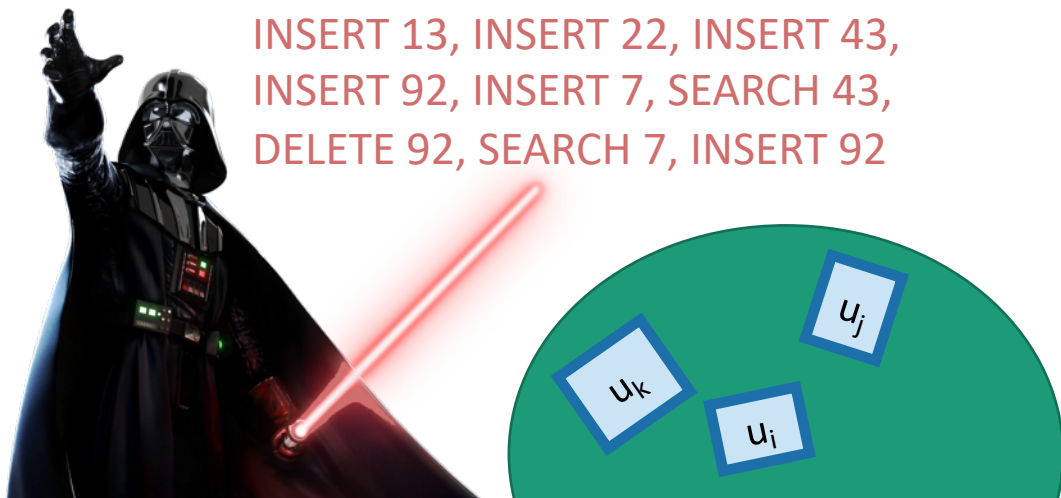 INSERT 13, INSERT 22, INSERT 43,
INSERT 92, INSERT 7, SEARCH 43,
DELETE 92, SEARCH 7, INSERT 92
uⱼ
uₖ
uᵢ